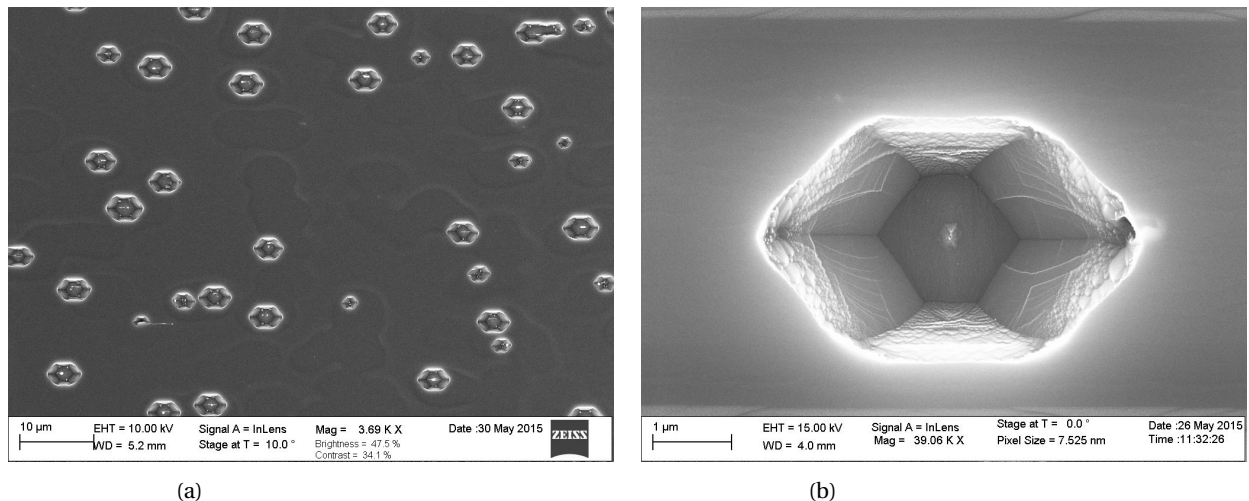 10 µm
EHT = 10.00 kV
WD = 5.2 mm
Signal A = InLens
Stage at T = 10.0 °
Mag = 3.69 K X
Brightness = 47.5 %
Contrast = 34.1 %
Date :30 May 2015
ZEISS
1 µm
EHT = 15.00 kV
WD = 4.0 mm
Signal A = InLens
Mag = 39.06 K X
Stage at T = 0.0 °
Pixel Size = 7.525 nm
Date :26 May 2015
Time :11:32:26
(a)
(b)